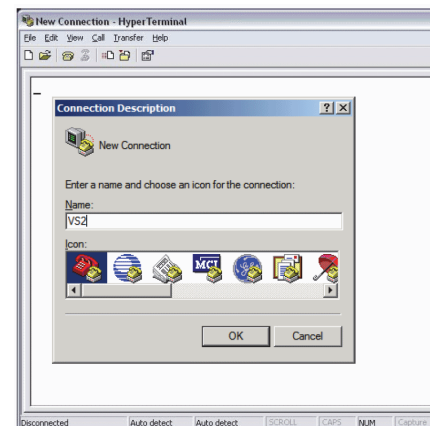 New Connection - HyperTerminal
File Edit View Call Transfer Help
Connection Description
New Connection
Enter a name and choose an icon for the connection:
Name:
VS2
Icon:
MCI
OK Cancel
Disconnected Auto detect Auto detect SCROLL CAPS NUM Capture